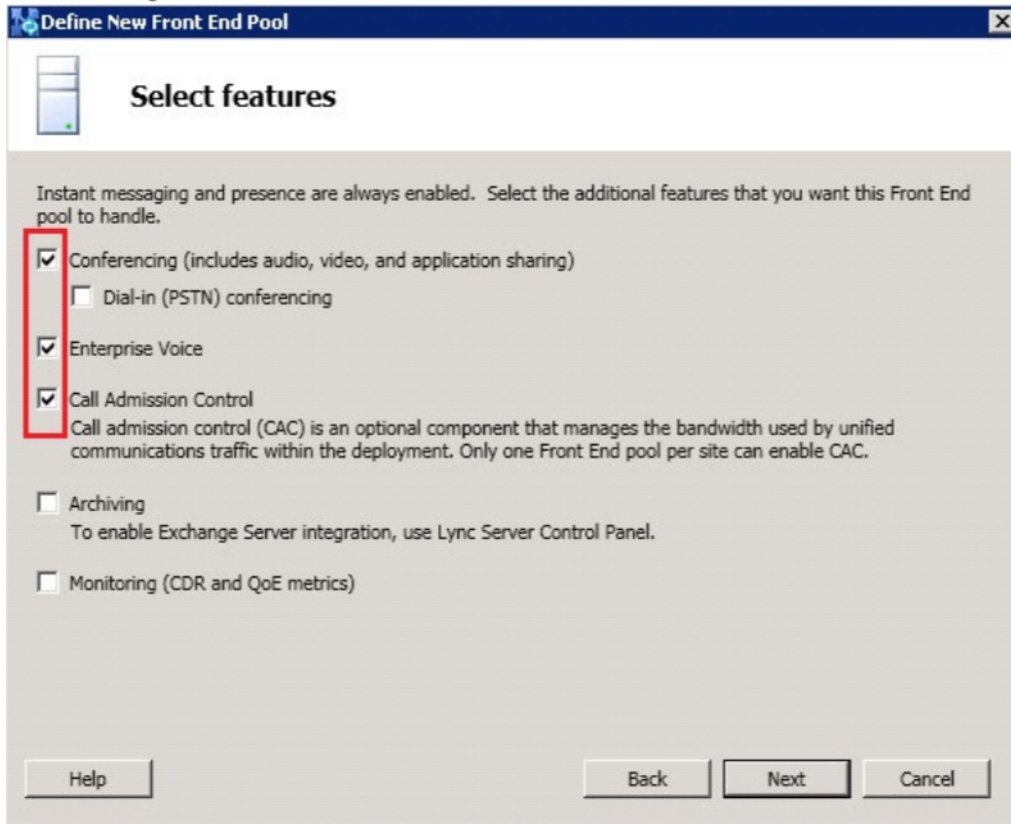 Define New Front End Pool
Select features
Instant messaging and presence are always enabled.  Select the additional features that you want this Front End
pool to handle.
Conferencing (includes audio, video, and application sharing)
Dial-in (PSTN) conferencing
Enterprise Voice
Call Admission Control
Call admission control (CAC) is an optional component that manages the bandwidth used by unified
communications traffic within the deployment. Only one Front End pool per site can enable CAC.
Archiving
To enable Exchange Server integration, use Lync Server Control Panel.
Monitoring (CDR and QoE metrics)
Help Back Next Cancel